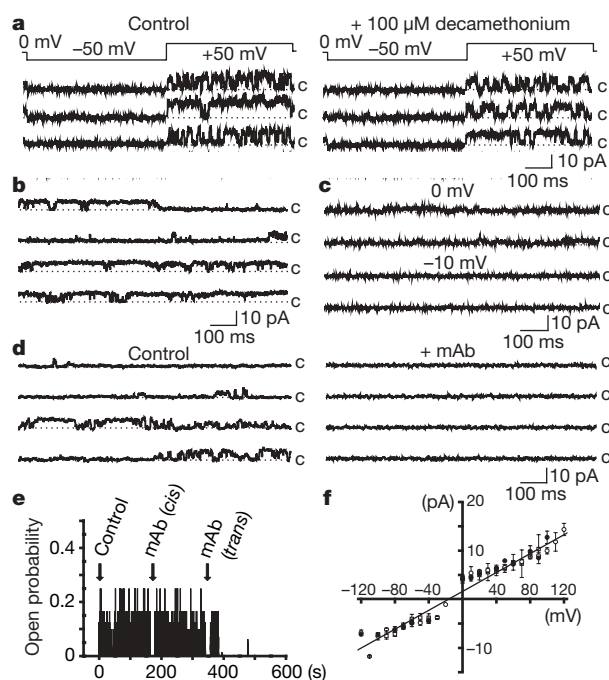 a Control + 100 µM decamethonium
0 mV –50 mV +50 mV 0 mV –50 mV +50 mV
c c
c c
c c
10 pA
100 ms
b c
c 0 mV c
c c
c –10 mV c
c c
10 pA 10 pA
100 ms 100 ms
d Control + mAb
c c
c c
c c
c c
10 pA
100 ms
e Control mAb (cis) mAb (trans)
Open probability
0.4
0.2
0
0 200 400 600 (s)
f (pA) 20
10
–120 –80 –40 40 80 120
(mV)
–10